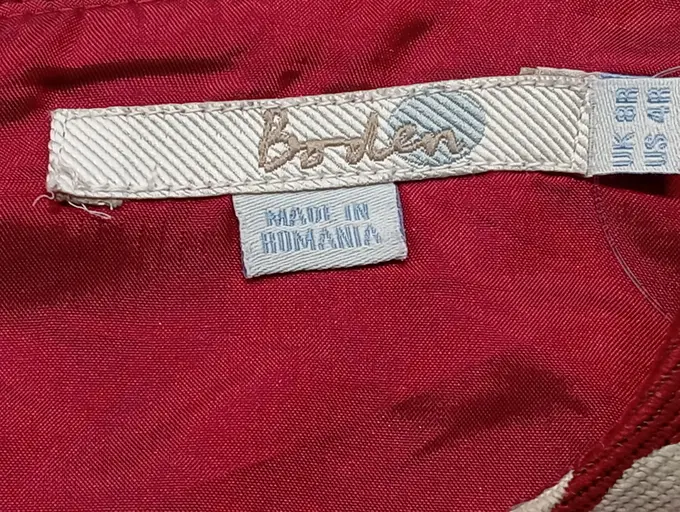 Boden
UK 8R
US 4R
MADE IN
ROMANIA